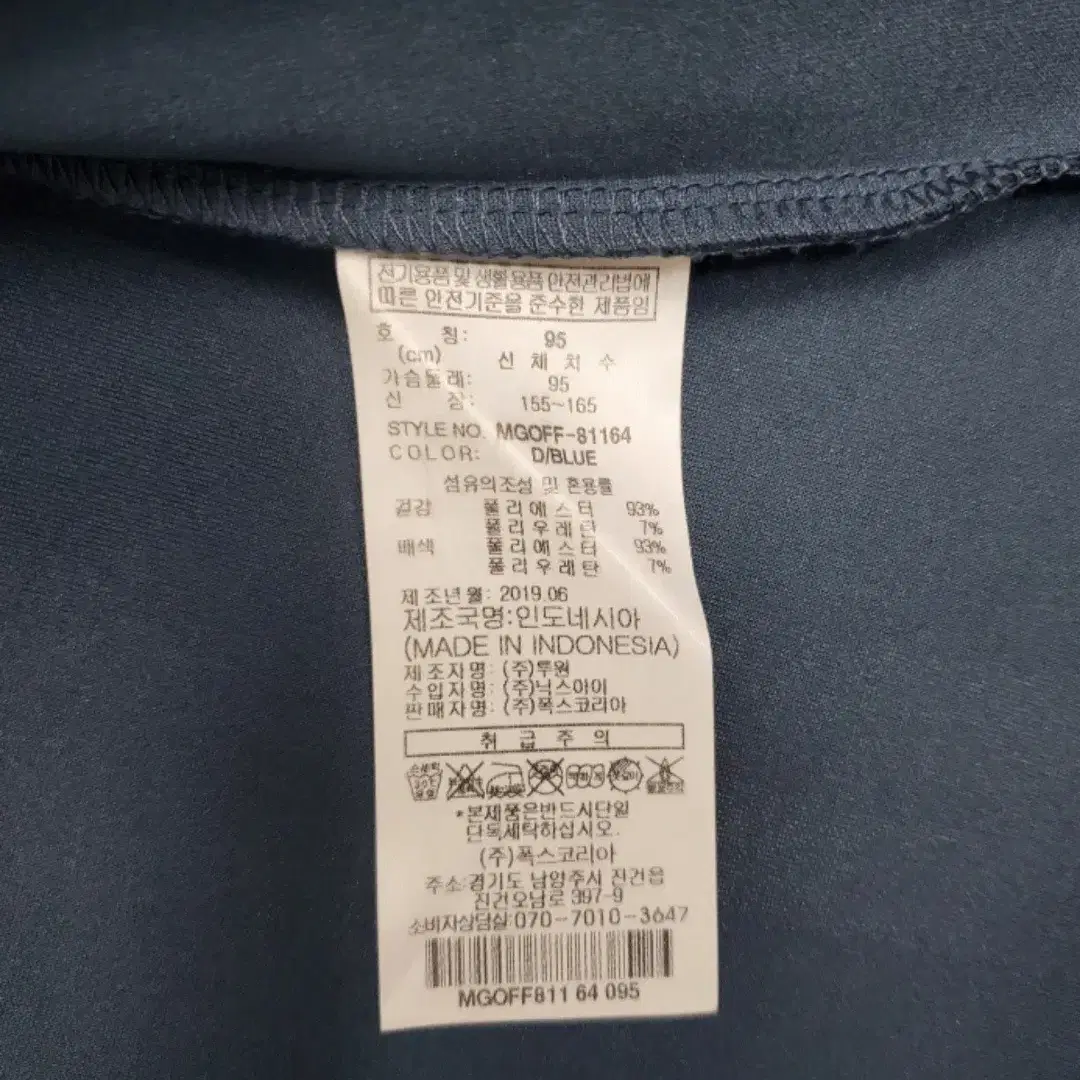 전기용품및생활용품 안전관리법에
따른 안전기준을 준수한 제품임
호 칭: 95
(cm) 신 체 치 수
가슴둘레: 95
신 장: 155~165
STYLE NO. MGOFF-81164
COLOR: D/BLUE
섬유의조성 및 혼용률
겉감 폴리에스터 93%
폴리우레탄 7%
배색 폴리에스터 93%
폴리우레탄 7%
제조년월: 2019.06
제조국명:인도네시아
(MADE IN INDONESIA)
제조자명: (주)투원
수입자명: (주)닉스아이
판매자명: (주)폭스코리아
취 급 주 의
*본제품은반드시단일
단독세탁하십시오.
(주)폭스코리아
주소:경기도 남양주시 진건읍
진건오남로 397-9
소비자상담실:070-7010-3647
MGOFF811 64 095